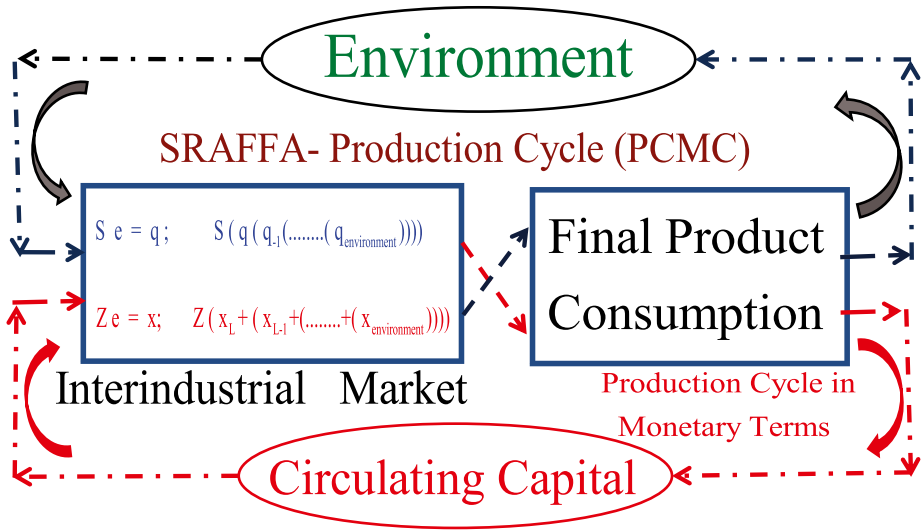 Environment
SRAFFA- Production Cycle (PCMC)
S e = q ; S ( q ( q-1 (........( qenvironment ))))
Z e = x; Z ( xL + ( xL-1 +(........+( xenvironment ))))
Interindustrial Market
Final Product
Consumption
Production Cycle in
Monetary Terms
Circulating Capital